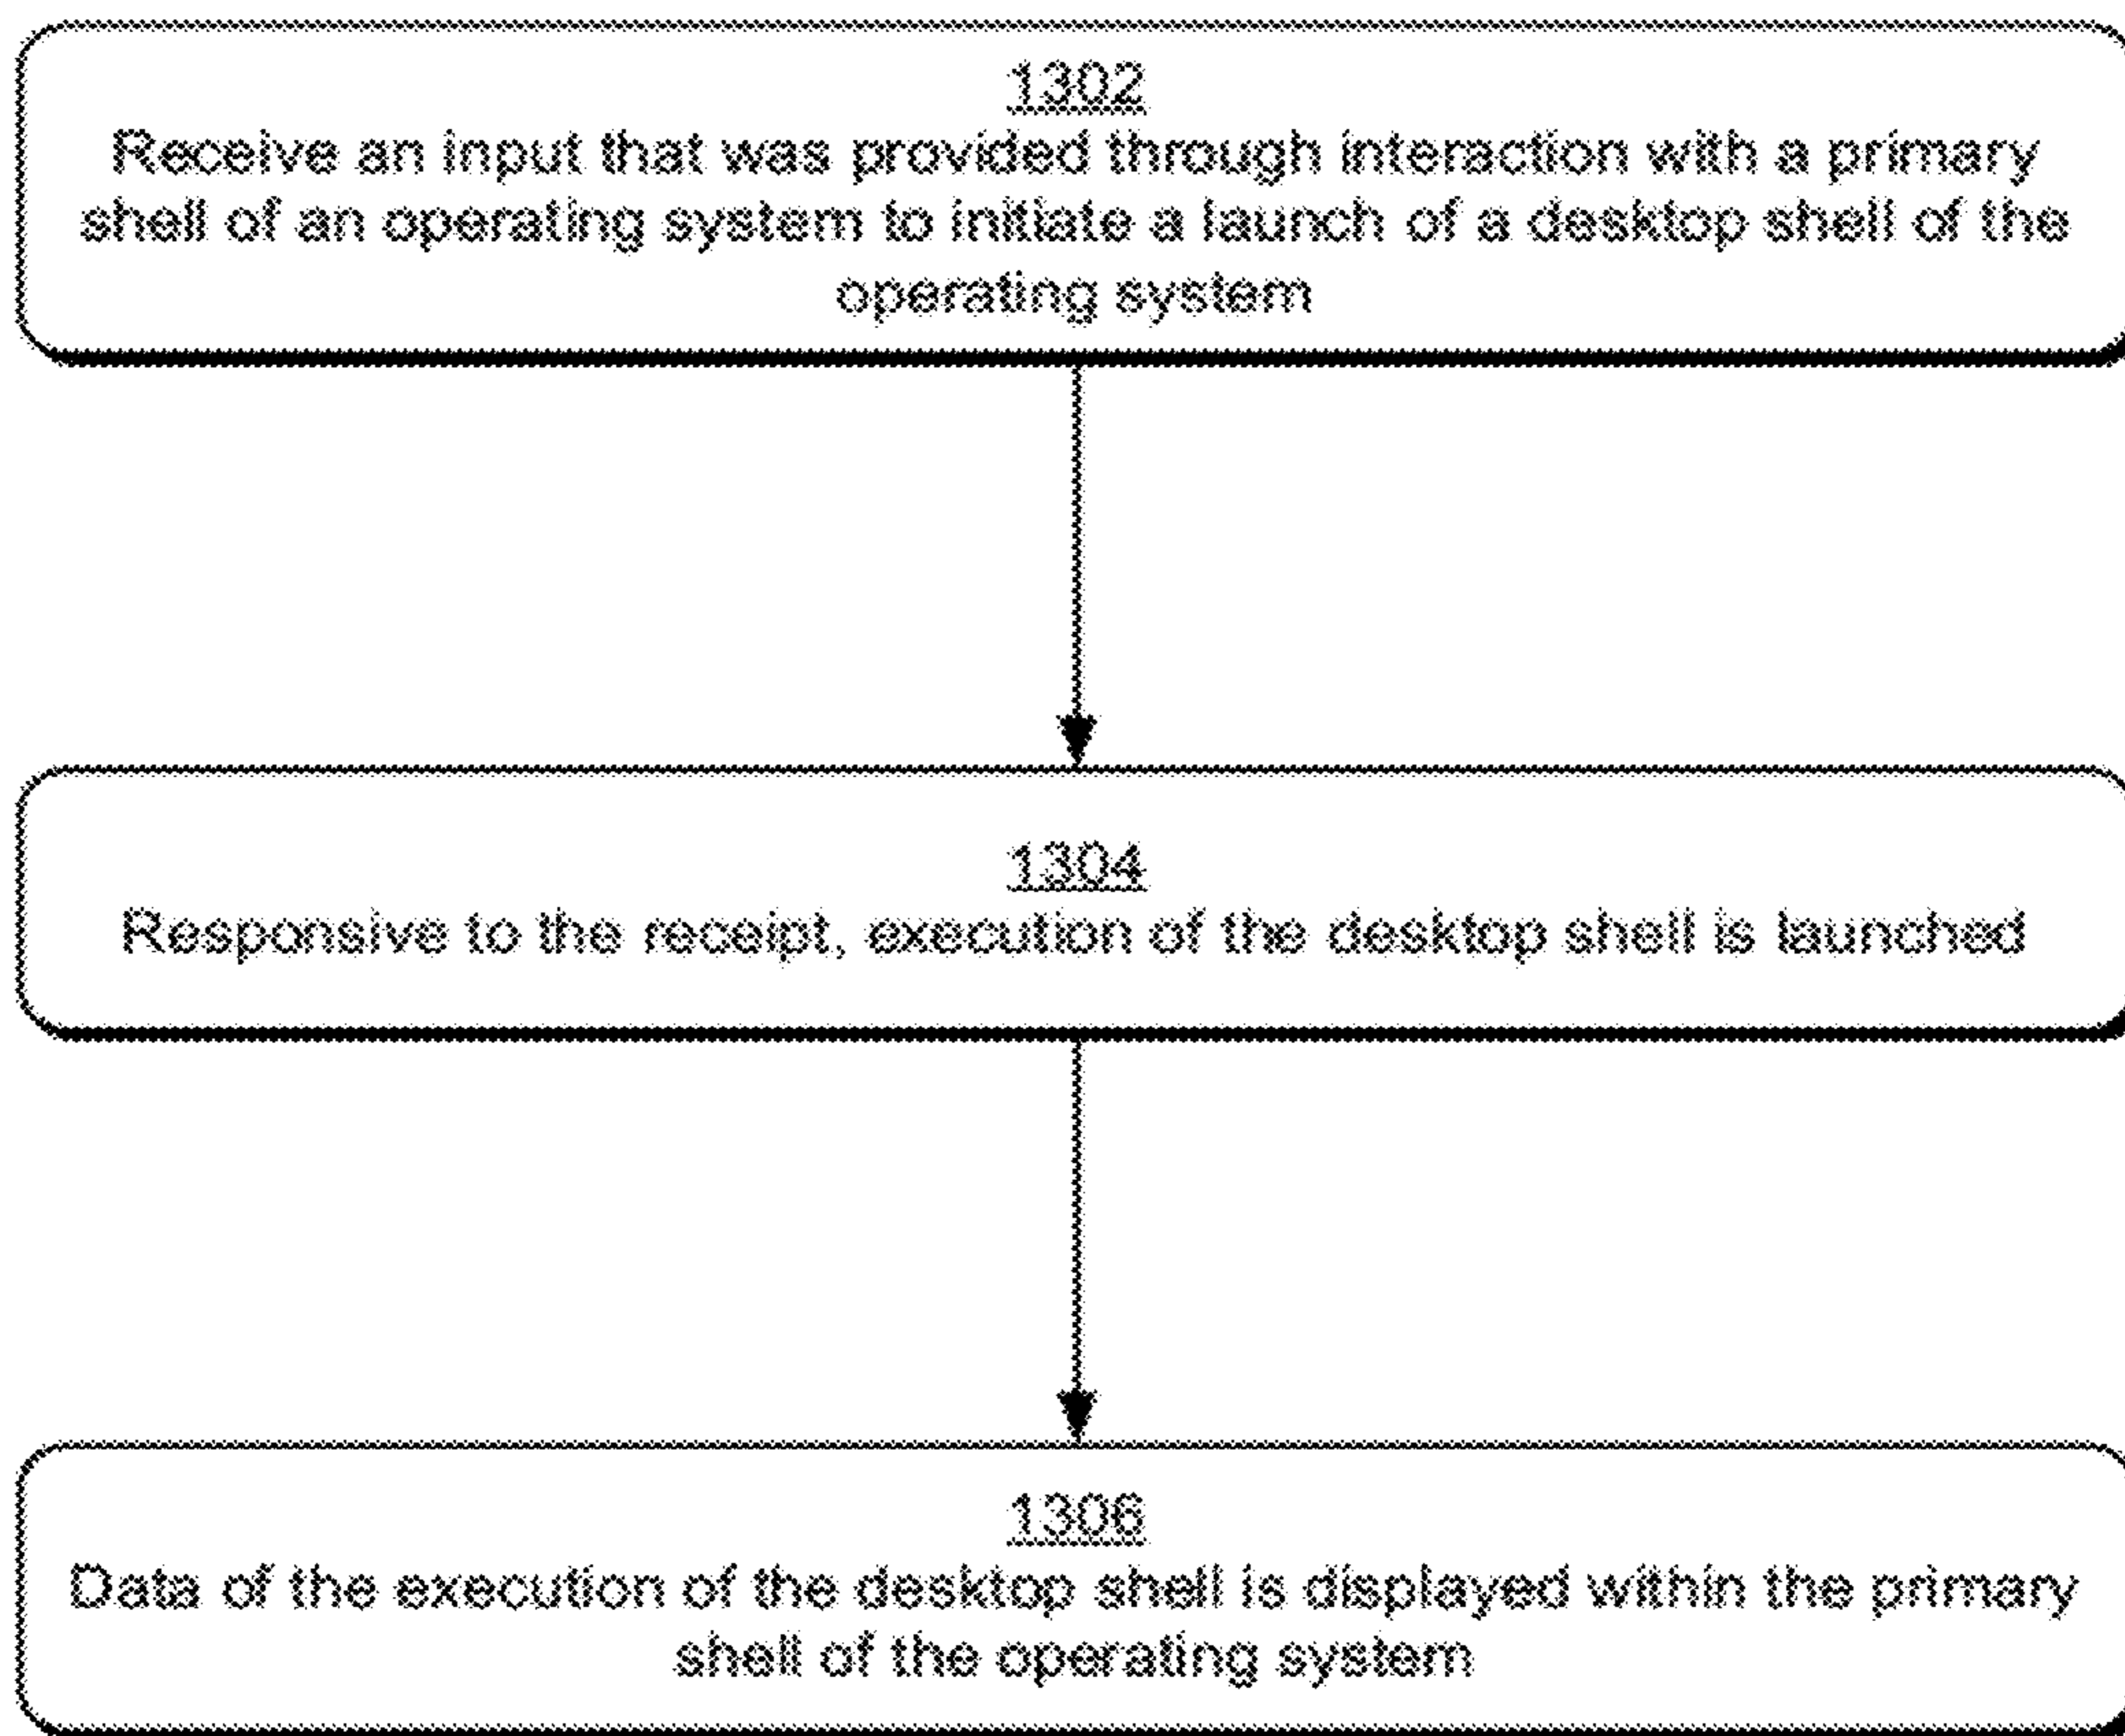 1302
Receive an input that was provided through interaction with a primary
shell of an operating system to initiate a launch of a desktop shell of the
operating system
1304
Responsive to the receipt, execution of the desktop shell is launched
1306
Data of the execution of the desktop shell is displayed within the primary
shell of the operating system